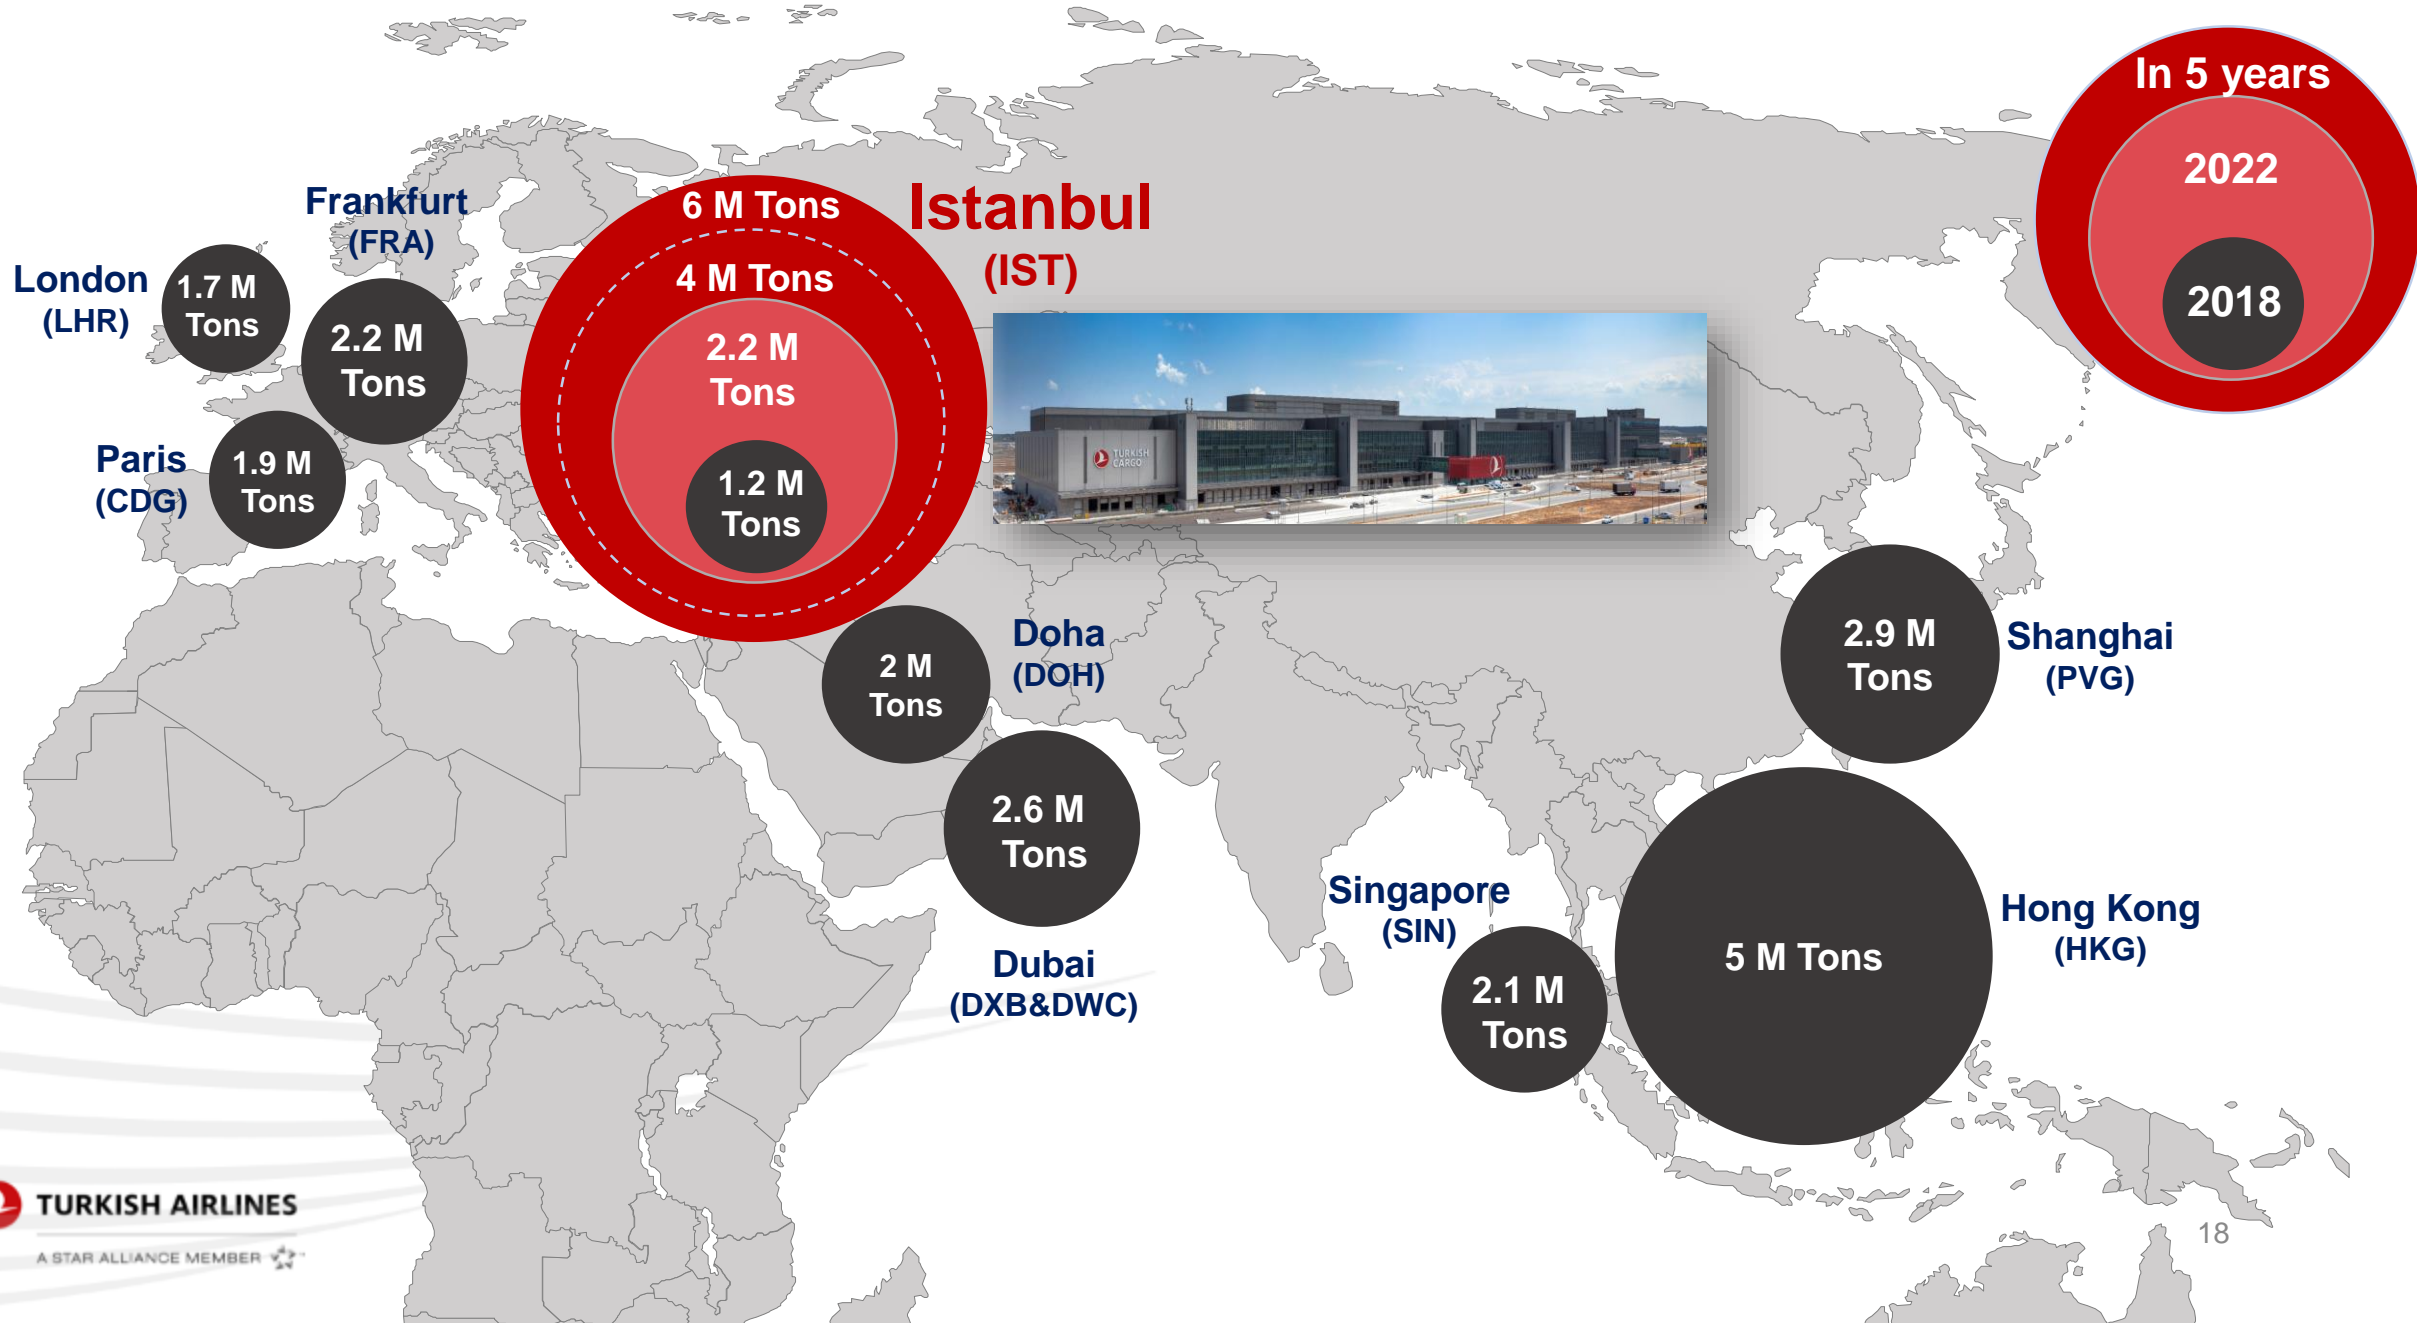 In 5 years
2022
2018
Frankfurt
(FRA)
2.2 M
Tons
London
(LHR)
1.7 M
Tons
Paris
(CDG)
1.9 M
Tons
Istanbul
(IST)
6 M Tons
4 M Tons
2.2 M
Tons
1.2 M
Tons
TURKISH
CARGO
Doha
(DOH)
2 M
Tons
2.6 M
Tons
Dubai
(DXB&DWC)
2.9 M
Tons
Shanghai
(PVG)
Singapore
(SIN)
2.1 M
Tons
5 M Tons
Hong Kong
(HKG)
TURKISH AIRLINES
A STAR ALLIANCE MEMBER
18